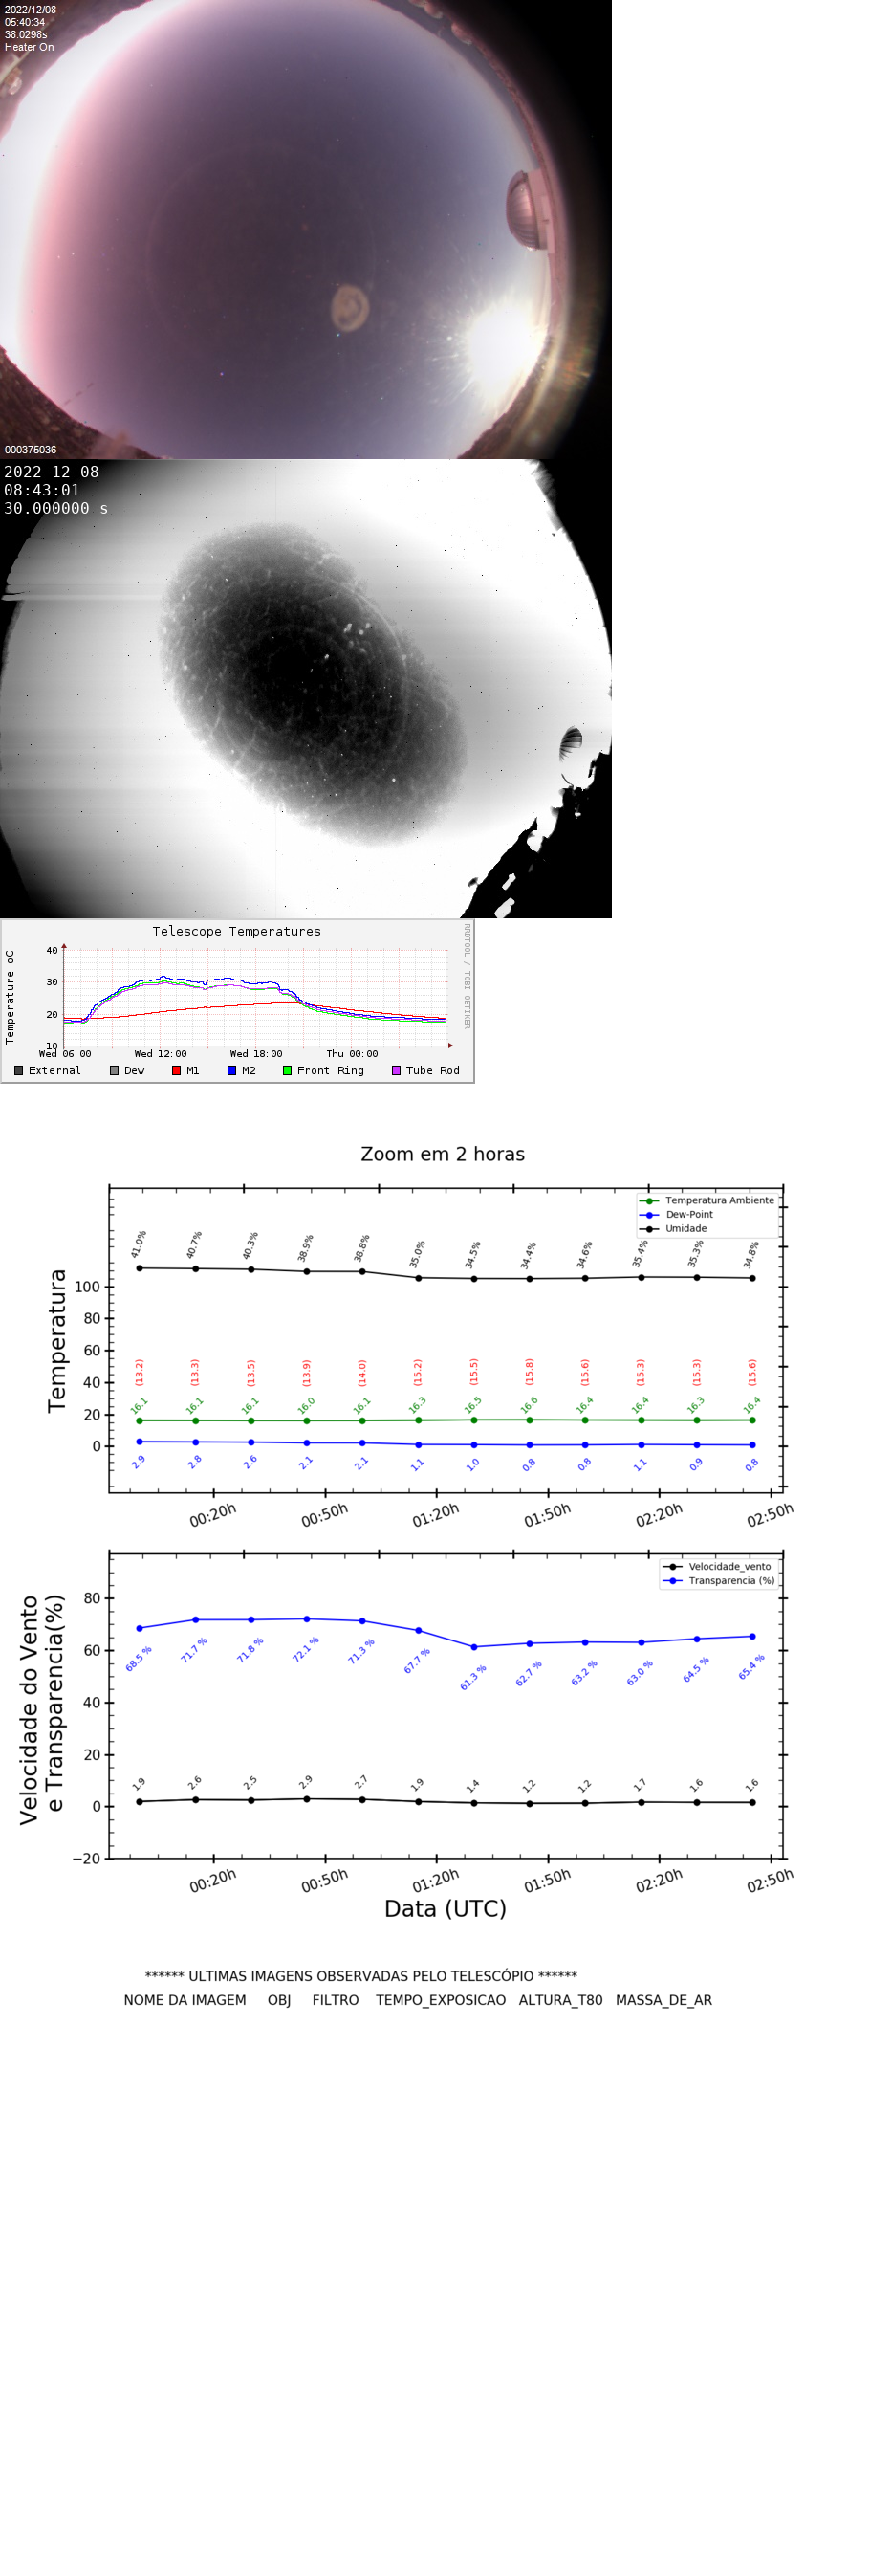 2022/12/08
05:40:34
38.0298s
Heater On
000375036
2022-12-08
08:43:01
30.000000 s
Telescope Temperatures
RRDTOOL / TOBI OETIKER
Temperature oC
40
30
20
10
Wed 06:00 Wed 12:00 Wed 18:00 Thu 00:00
External Dew M1 M2 Front Ring Tube Rod
Zoom em 2 horas
Temperatura Ambiente
Dew-Point
Umidade
Temperatura
41.0% 40.7% 40.3% 38.9% 38.8% 35.0% 34.5% 34.4% 34.6% 35.4% 35.3% 34.8%
100
80
60
40
20
0
(13.2) (13.3) (13.5) (13.9) (14.0) (15.2) (15.5) (15.8) (15.6) (15.3) (15.3) (15.6)
16.1 16.1 16.1 16.0 16.1 16.3 16.5 16.6 16.4 16.4 16.3 16.4
2.9 2.8 2.6 2.1 2.1 1.1 1.0 0.8 0.8 1.1 0.9 0.8
00:20h 00:50h 01:20h 01:50h 02:20h 02:50h
Velocidade_vento
Transparencia (%)
Velocidade do Vento
e Transparencia(%)
80
60
40
20
0
−20
68.5 % 71.7 % 71.8 % 72.1 % 71.3 % 67.7 % 61.3 % 62.7 % 63.2 % 63.0 % 64.5 % 65.4 %
1.9 2.6 2.5 2.9 2.7 1.9 1.4 1.2 1.2 1.7 1.6 1.6
00:20h 00:50h 01:20h 01:50h 02:20h 02:50h
Data (UTC)
****** ULTIMAS IMAGENS OBSERVADAS PELO TELESCÓPIO ******
NOME DA IMAGEM OBJ FILTRO TEMPO_EXPOSICAO ALTURA_T80 MASSA_DE_AR